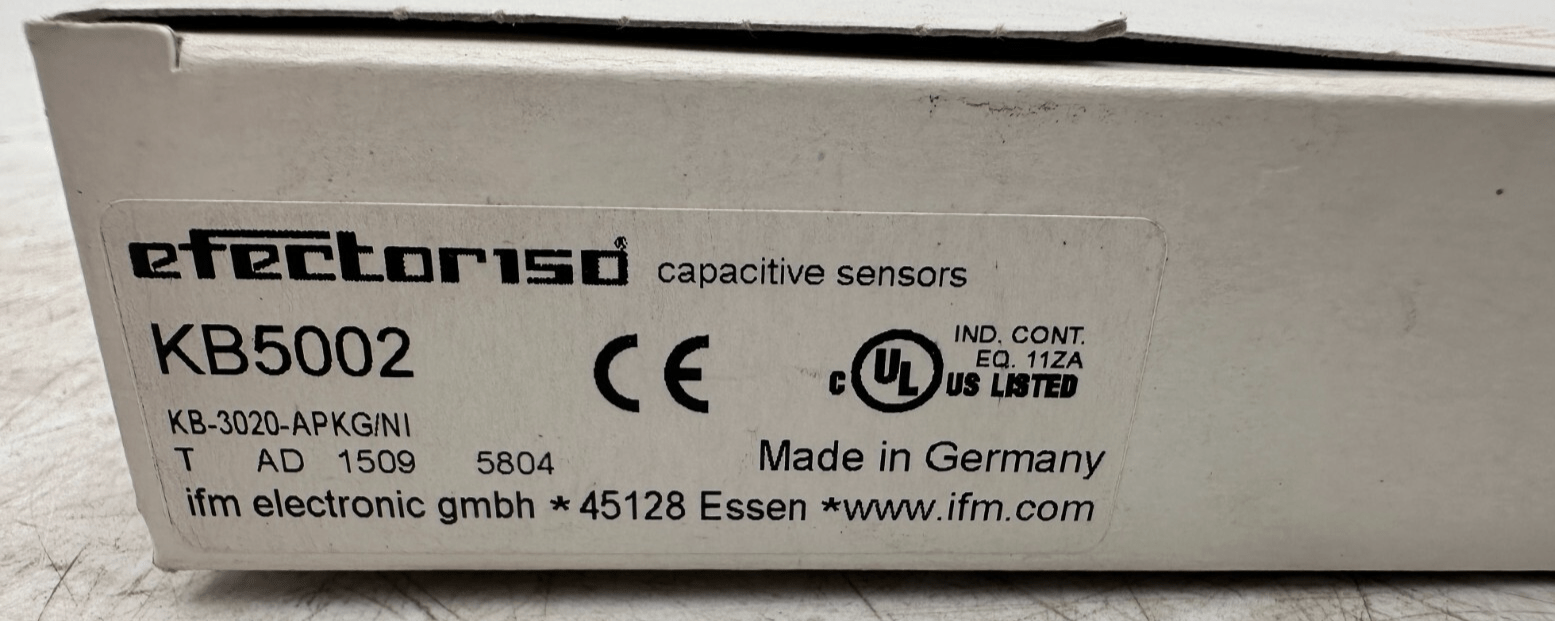 efector150® capacitive sensors
KB5002
IND. CONT.
EQ. 11ZA
C UL US LISTED
CE
KB-3020-APKG/NI
T AD 1509 5804
Made in Germany
ifm electronic gmbh * 45128 Essen *www.ifm.com